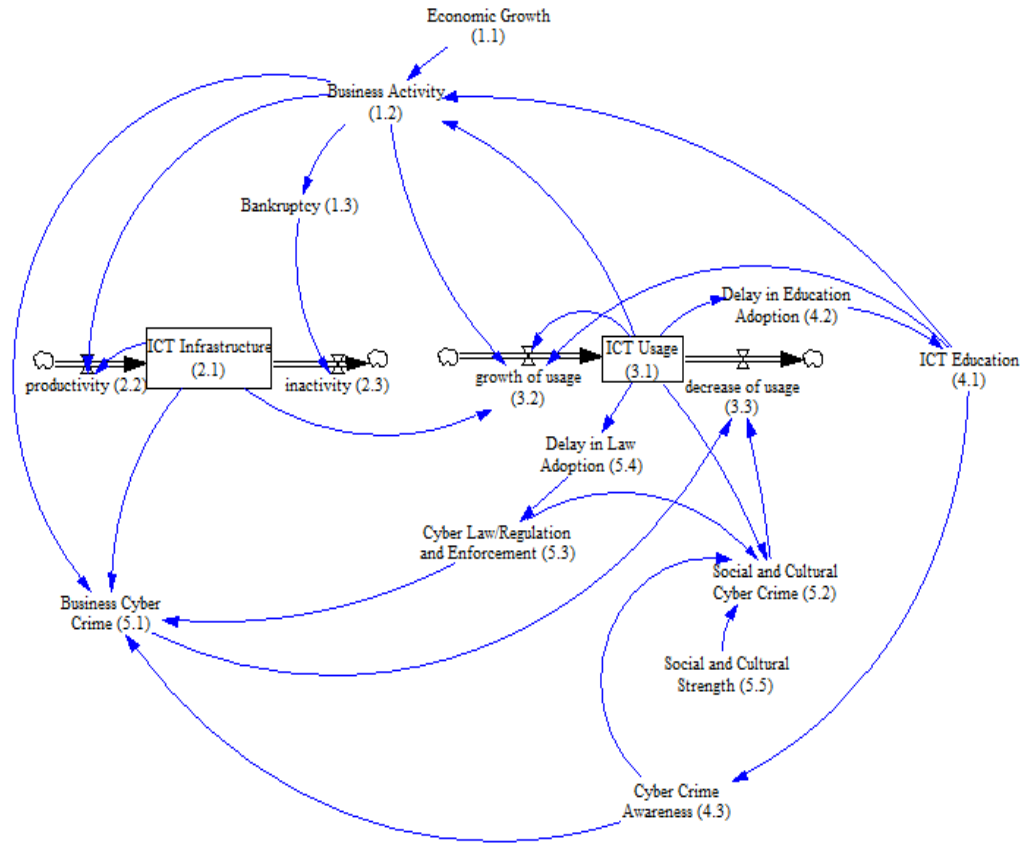 Economic Growth
(1.1)
Business Activity
(1.2)
Bankruptcy (1.3)
Delay in Education
Adoption (4.2)
ICT Infrastructure
(2.1)
ICT Usage
(3.1)
ICT Education
(4.1)
productivity (2.2)
inactivity (2.3)
growth of usage
(3.2)
decrease of usage
(3.3)
Delay in Law
Adoption (5.4)
Cyber Law/Regulation
and Enforcement (5.3)
Social and Cultural
Cyber Crime (5.2)
Business Cyber
Crime (5.1)
Social and Cultural
Strength (5.5)
Cyber Crime
Awareness (4.3)